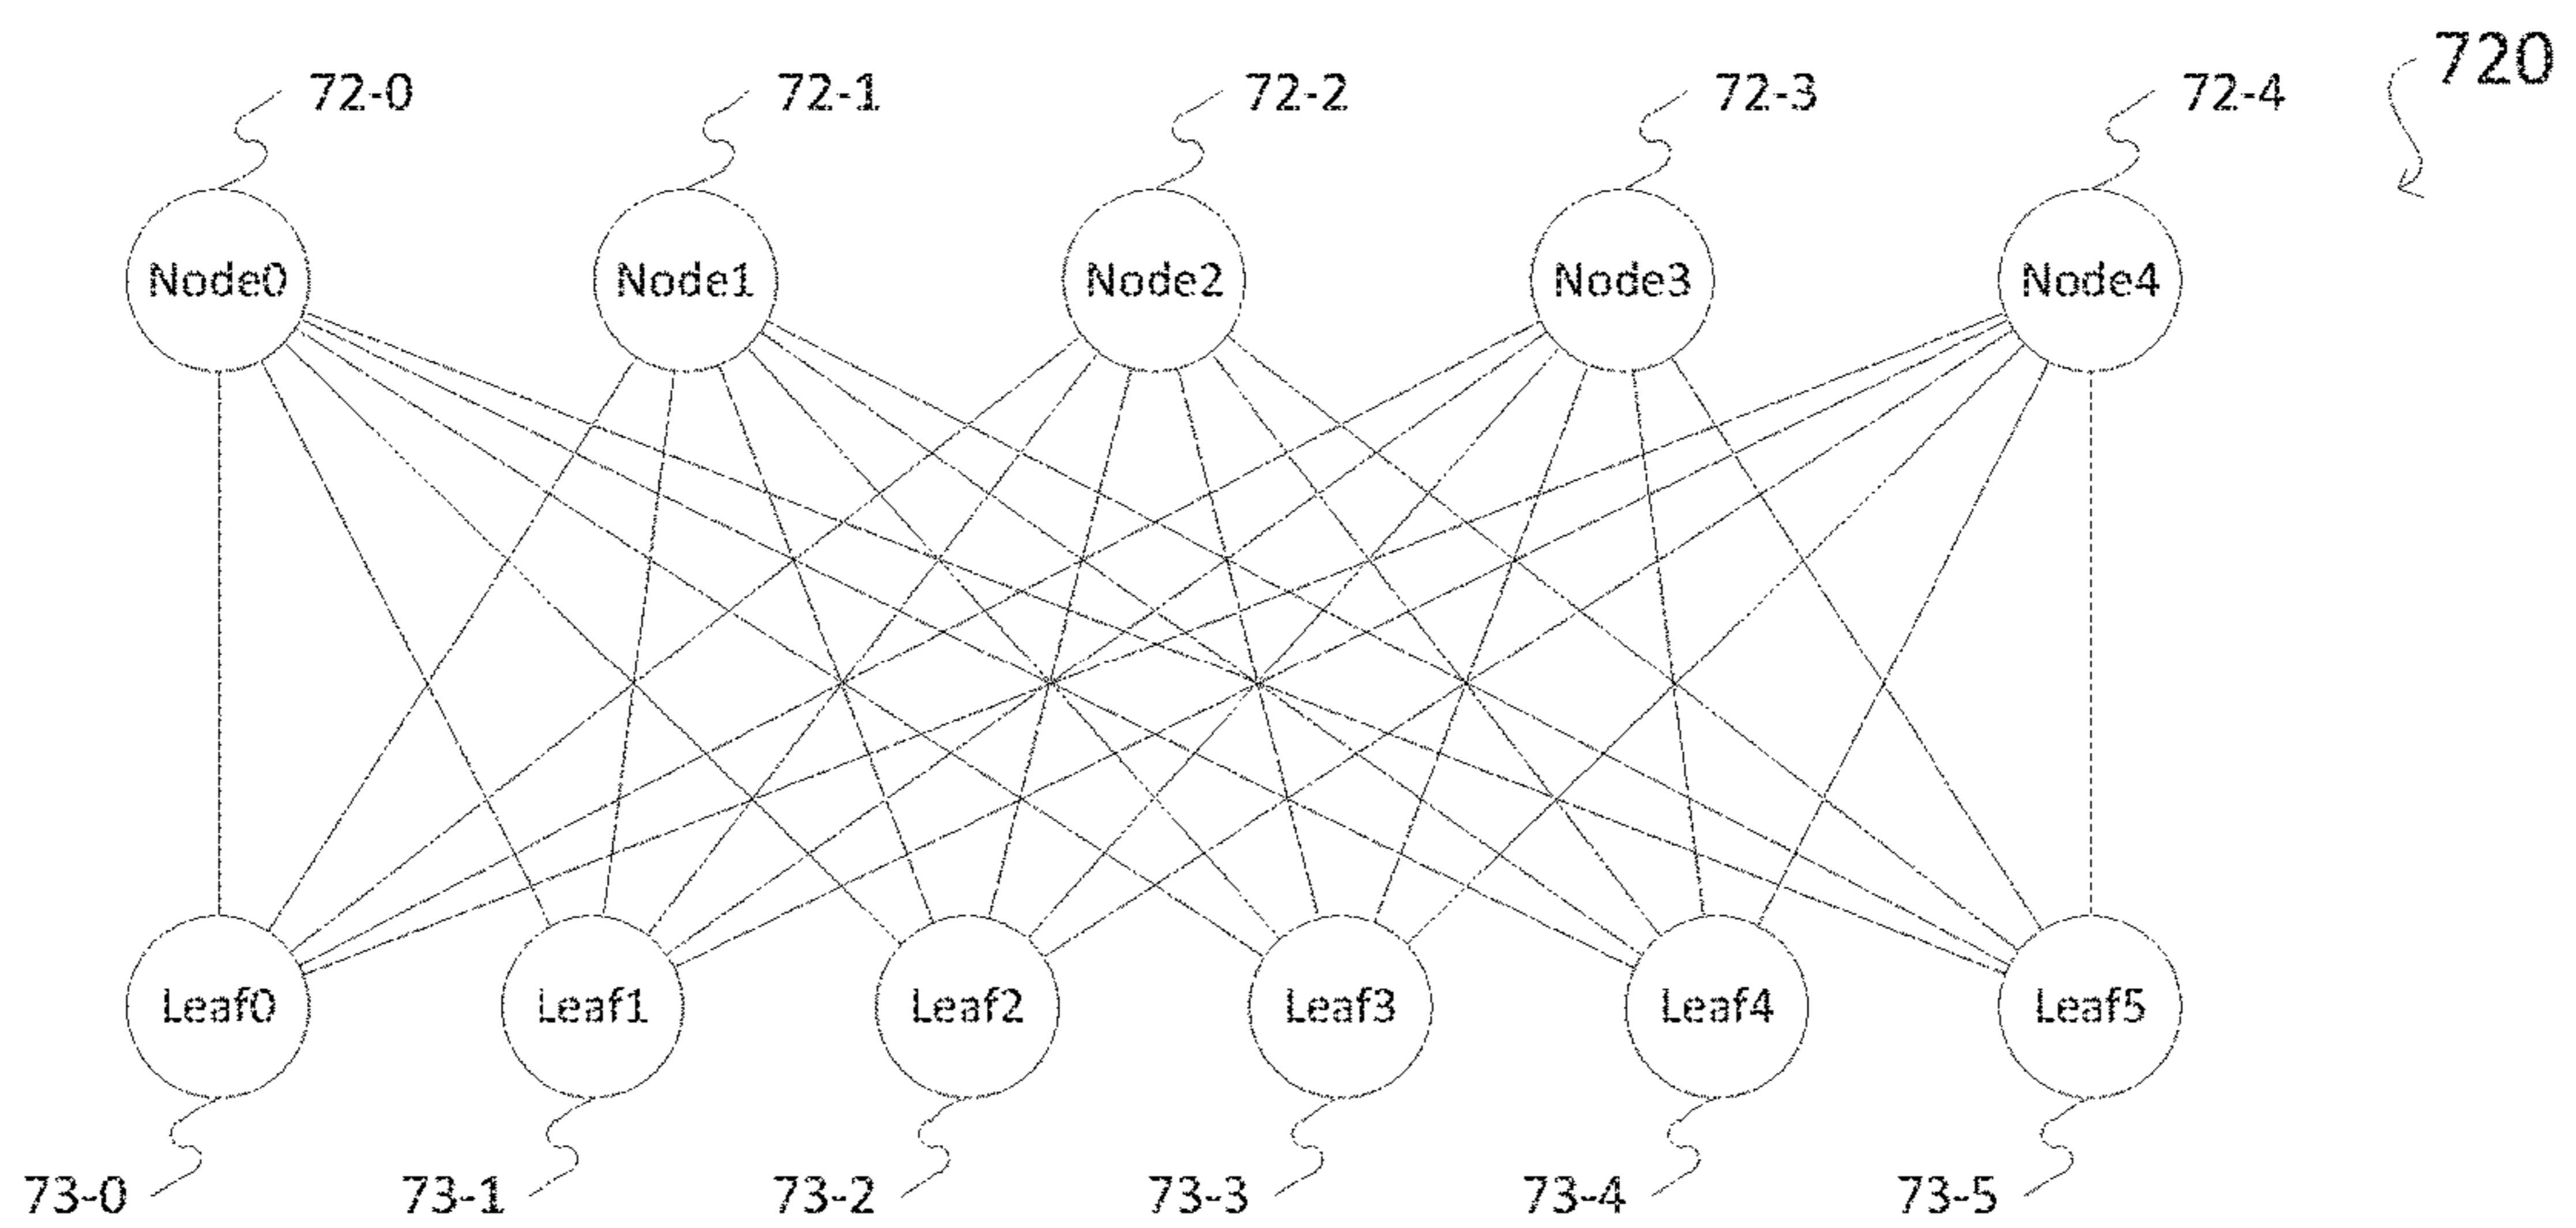 720
72-0 72-1 72-2 72-3 72-4
Node0 Node1 Node2 Node3 Node4
Leaf0 Leaf1 Leaf2 Leaf3 Leaf4 Leaf5
73-0 73-1 73-2 73-3 73-4 73-5